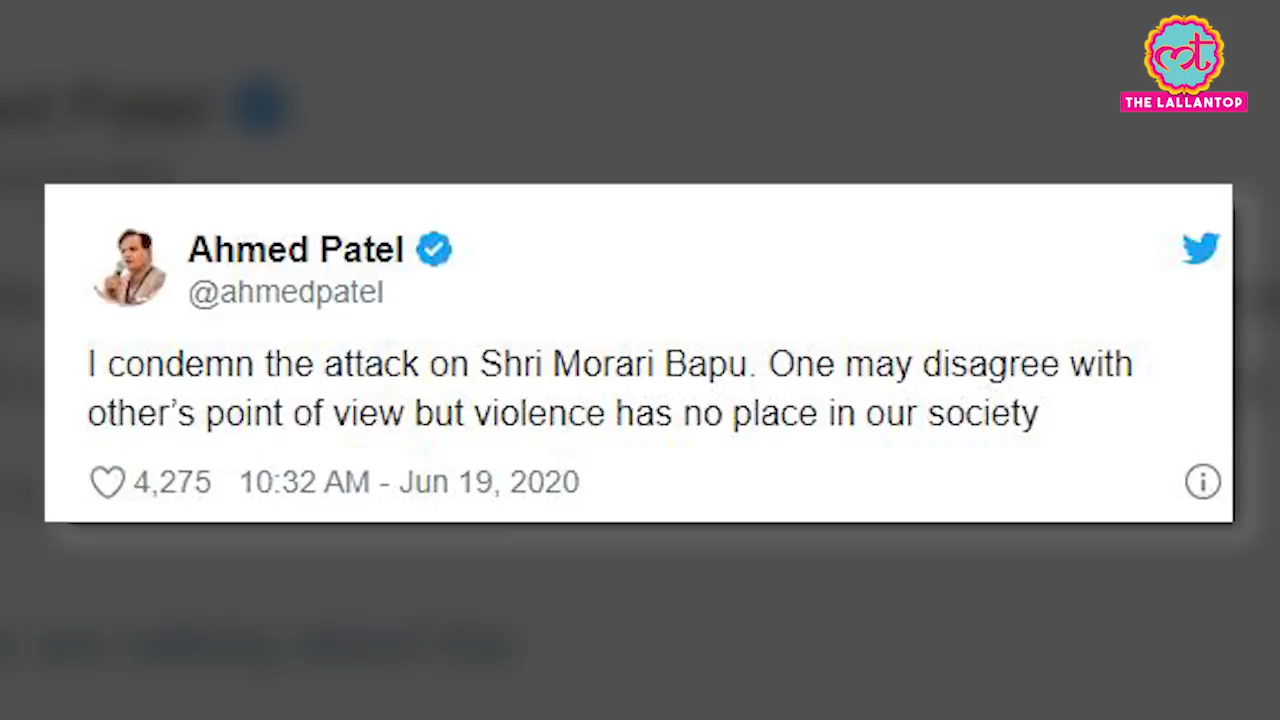 THE LALLANTOP
Ahmed Patel
@ahmedpatel
I condemn the attack on Shri Morari Bapu. One may disagree with
other's point of view but violence has no place in our society
4,275 10:32 AM - Jun 19, 2020